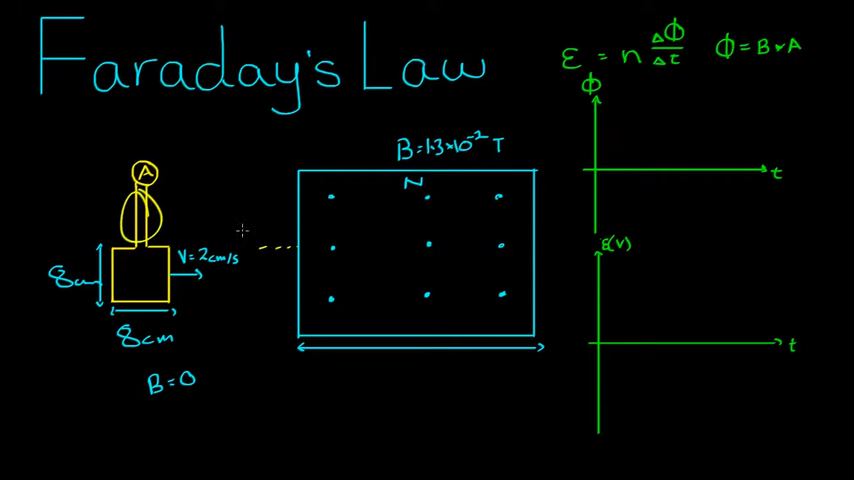 Faraday's Law
ε = n ΔΦ/Δt Φ = B × A
Φ
t
B = 1.3×10⁻² T
N
A
V = 2cm/s
8cm
8cm
B = 0
ε(V)
t